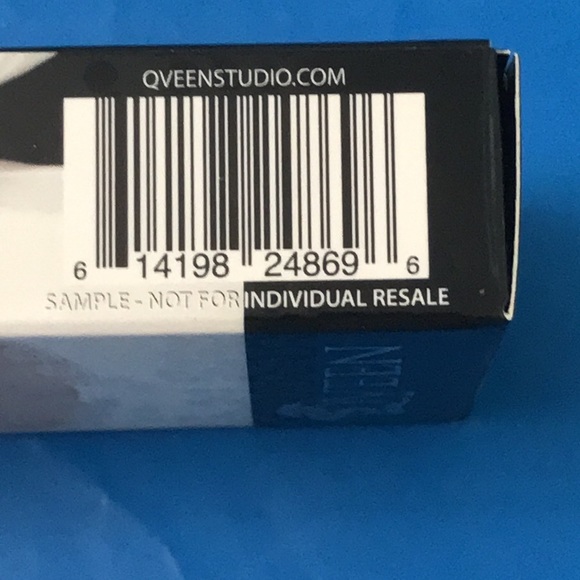 QVEENSTUDIO.COM
6 14198 24869 6
SAMPLE - NOT FOR INDIVIDUAL RESALE